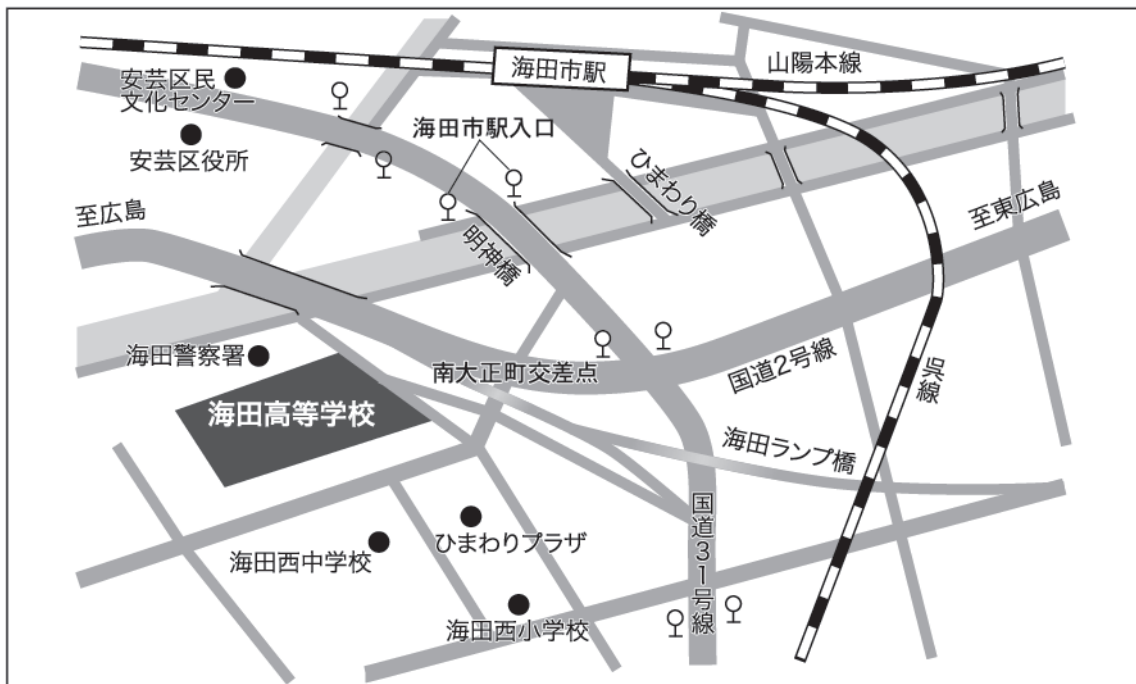 海田市駅
山陽本線
安芸区民
文化センター
海田市駅入口
安芸区役所
ひまわり橋
至広島
至東広島
明神橋
海田警察署
南大正町交差点
国道2号線
呉線
海田高等学校
海田ランプ橋
国道31号線
ひまわりプラザ
海田西中学校
海田西小学校